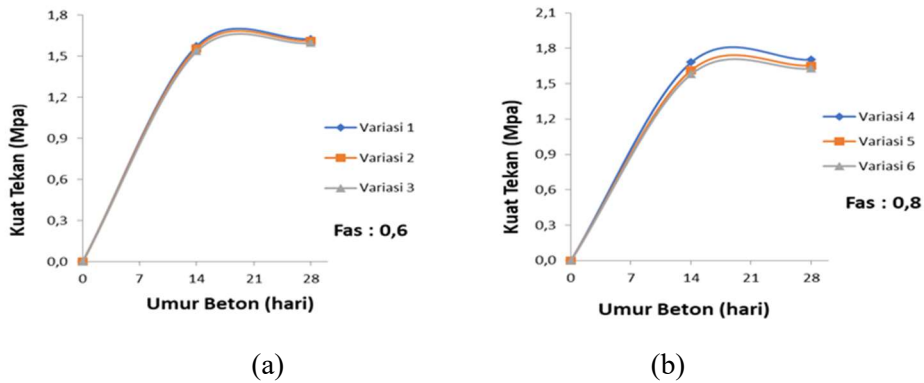 Kuat Tekan (Mpa)
1,8
1,5
1,2
0,9
0,6
0,3
0,0
0
7
14
21
28
Umur Beton (hari)
Variasi 1
Variasi 2
Variasi 3
Fas : 0,6
(a)
Kuat Tekan (Mpa)
2,1
1,8
1,5
1,2
0,9
0,6
0,3
0,0
0
7
14
21
28
Umur Beton (hari)
Variasi 4
Variasi 5
Variasi 6
Fas : 0,8
(b)